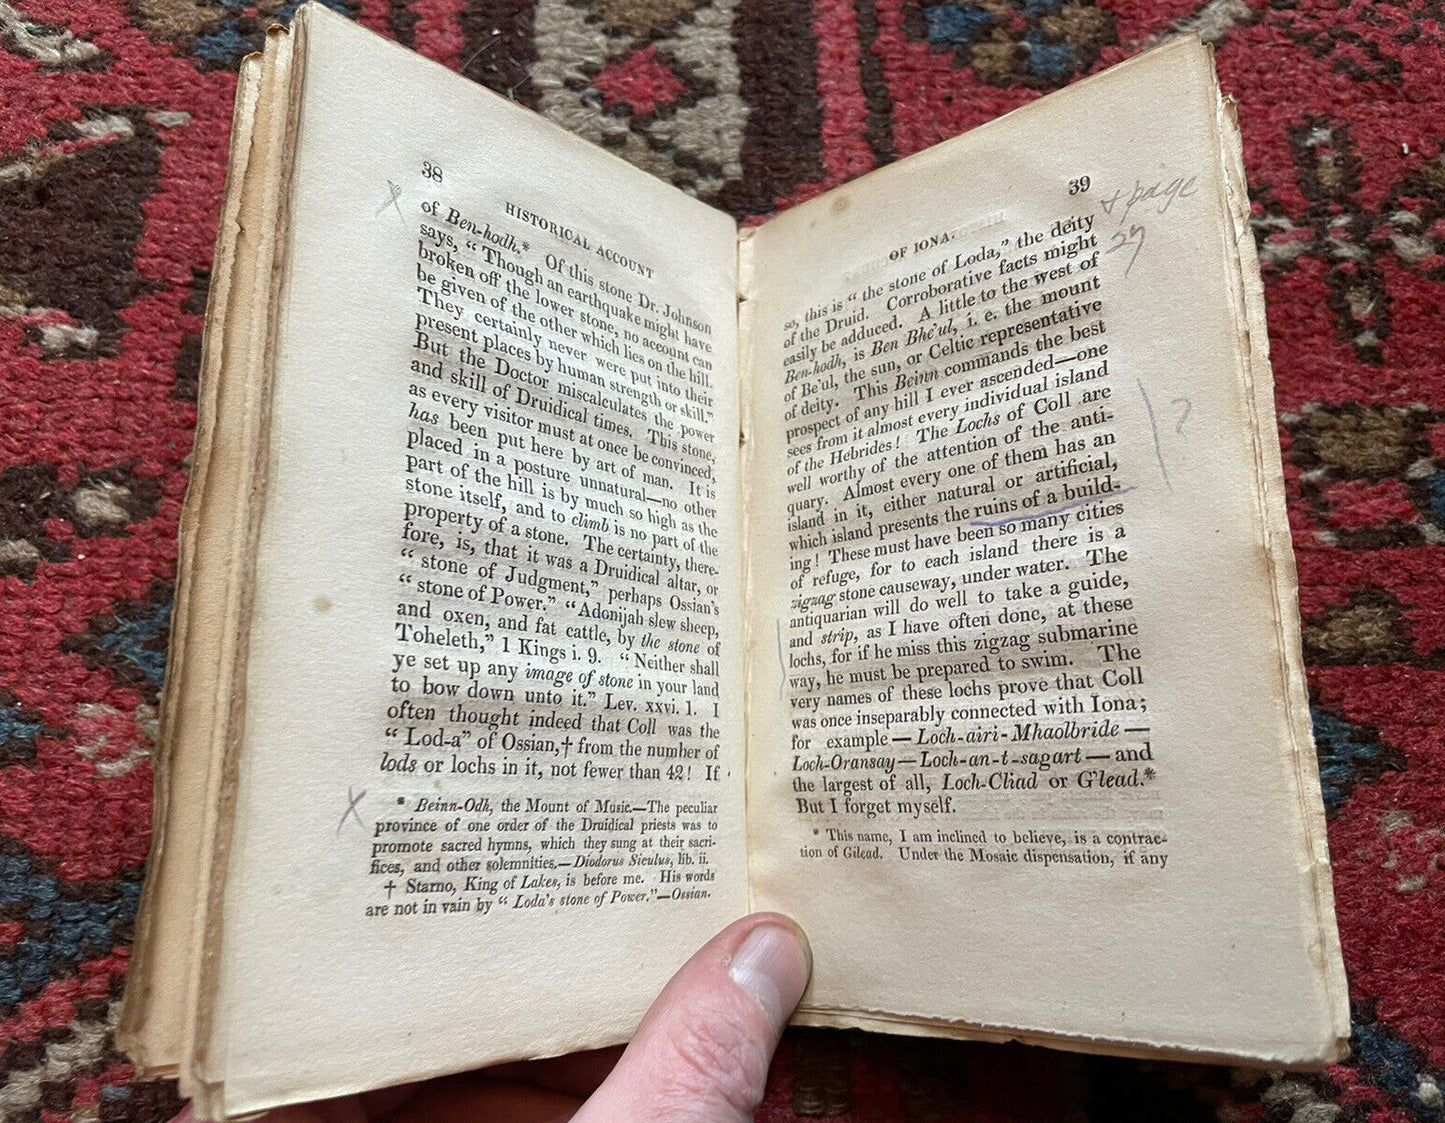 38
HISTORICAL ACCOUNT
of Ben-hodh.* Of this stone Dr. Johnson
says, "Though an earthquake might have
broken off the lower stone, no account can
be given of the other which lies on the hill.
They certainly never were put into their
present places by human strength or skill."
But the Doctor miscalculates the power
and skill of Druidical times. This stone,
as every visitor must at once be convinced,
has been put here by art of man. It is
placed in a posture unnatural—no other
part of the hill is by much so high as the
stone itself, and to climb is no part of the
property of a stone. The certainty, there-
fore, is, that it was a Druidical altar, or
"stone of Judgment," perhaps Ossian's
"stone of Power." "Adonijah slew sheep,
and oxen, and fat cattle, by the stone of
Toheleth," 1 Kings i. 9. "Neither shall
ye set up any image of stone in your land
to bow down unto it." Lev. xxvi. 1. I
often thought indeed that Coll was the
"Lod-a" of Ossian,† from the number of
lods or lochs in it, not fewer than 42! If
* Beinn-Odh, the Mount of Music.—The peculiar
province of one order of the Druidical priests was to
promote sacred hymns, which they sung at their sacri-
fices, and other solemnities.—Diodorus Siculus, lib. ii.
† Starno, King of Lakes, is before me. His words
are not in vain by "Loda's stone of Power."—Ossian.
39
+ page
OF IONA.
so, this is "the stone of Loda," the deity
of the Druid. Corroborative facts might
easily be adduced. A little to the west of
Ben-hodh, is Ben Bhe'ul, i. e. the mount
of Be'ul, the sun, or Celtic representative
of deity. This Beinn commands the best
prospect of any hill I ever ascended—one
sees from it almost every individual island
of the Hebrides! The Lochs of Coll are
well worthy of the attention of the anti-
quary. Almost every one of them has an
island in it, either natural or artificial,
which island presents the ruins of a build-
ing! These must have been so many cities
of refuge, for to each island there is a
zigzag stone causeway, under water. The
antiquarian will do well to take a guide,
and strip, as I have often done, at these
lochs, for if he miss this zigzag submarine
way, he must be prepared to swim. The
very names of these lochs prove that Coll
was once inseparably connected with Iona;
for example—Loch-airi-Mhaolbride—
Loch-Oransay—Loch-an-t-sagart—and
the largest of all, Loch-Cliad or G'lead.*
But I forget myself.
* This name, I am inclined to believe, is a contrac-
tion of Gilead. Under the Mosaic dispensation, if any
?